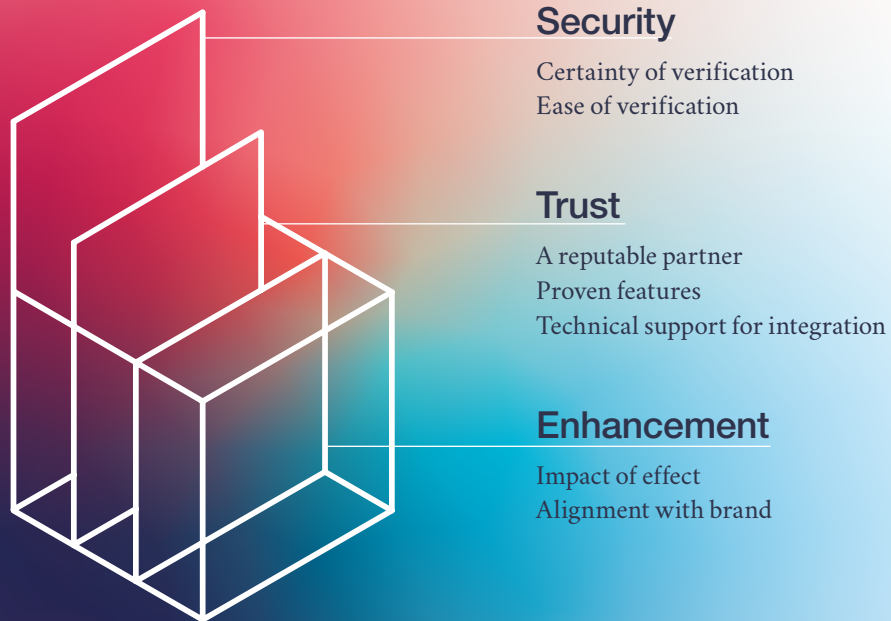 Security
Certainty of verification
Ease of verification
Trust
A reputable partner
Proven features
Technical support for integration
Enhancement
Impact of effect
Alignment with brand